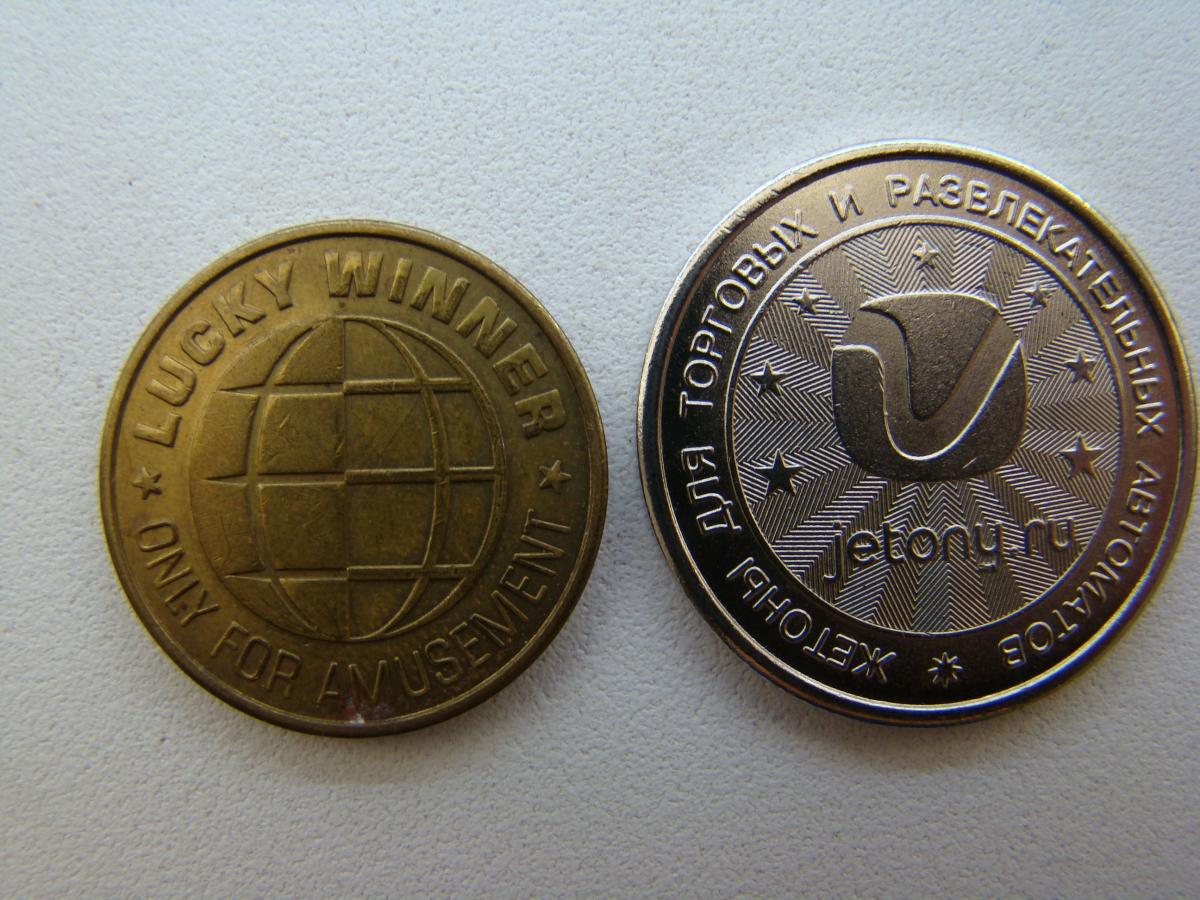 LUCKY WINNER
ONLY FOR AMUSEMENT
ЖЕТОНЫ ДЛЯ ТОРГОВЫХ И РАЗВЛЕКАТЕЛЬНЫХ АВТОМАТОВ
jetony.ru